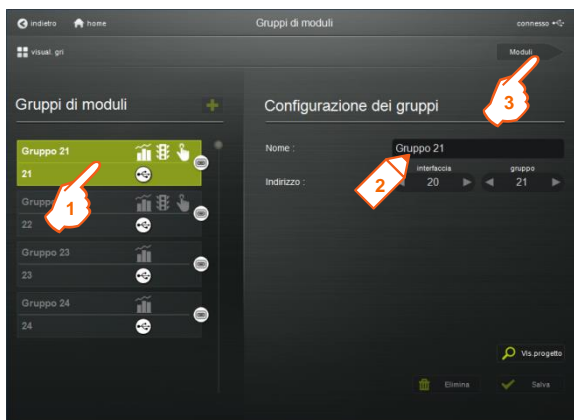 indietro home Gruppi di moduli connesso
visual. gri Moduli
Gruppi di moduli + Configurazione dei gruppi 3
Gruppo 21 Nome : Gruppo 21
21 interfaccia gruppo
Indirizzo : 2 20 21
1
22
Gruppo 23
23
Gruppo 24
24
Vis.progetto
Elimina Salva